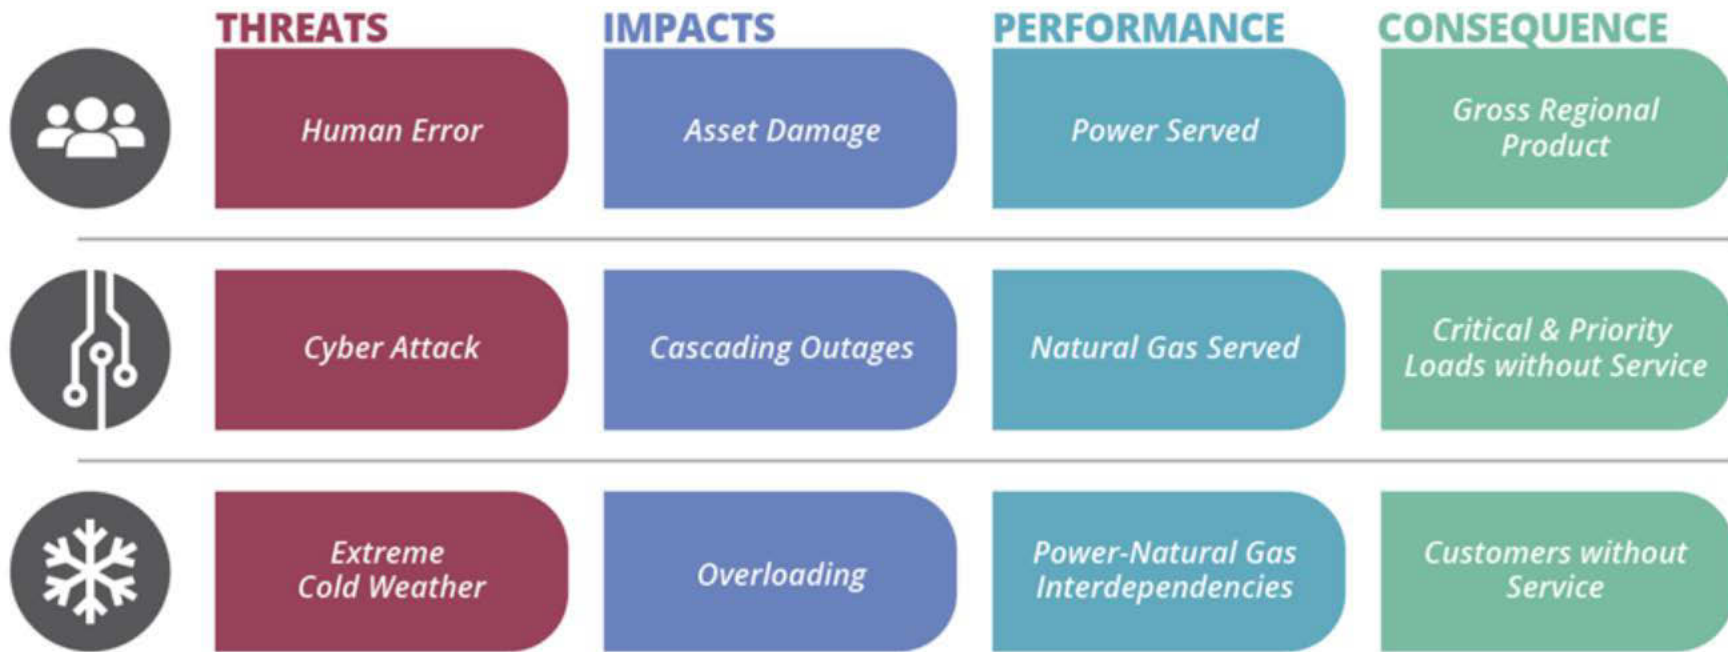 THREATS IMPACTS PERFORMANCE CONSEQUENCE
Human Error
Asset Damage
Power Served
Gross Regional
Product
Cyber Attack
Cascading Outages
Natural Gas Served
Critical & Priority
Loads without Service
Extreme
Cold Weather
Overloading
Power-Natural Gas
Interdependencies
Customers without
Service